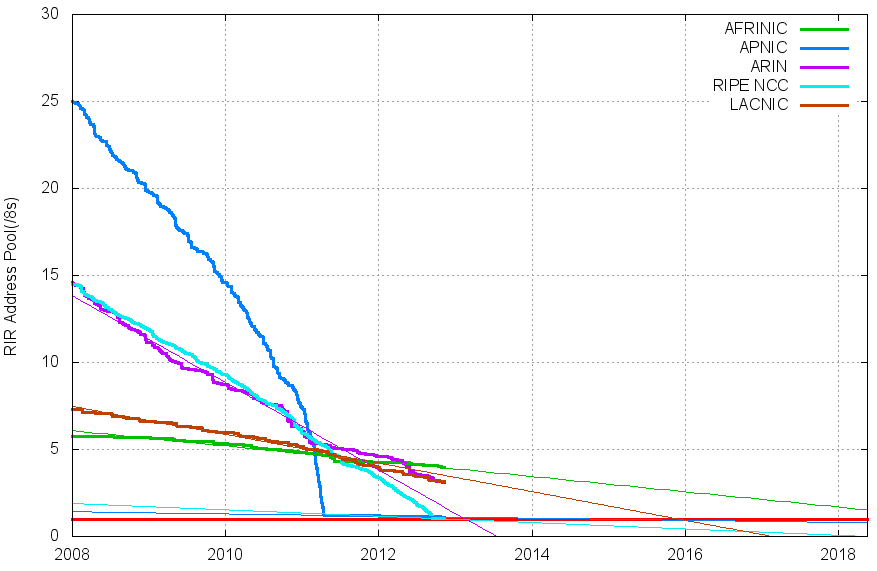 30
25
20
15
10
5
0
RIR Address Pool(/8s)
AFRINIC
APNIC
ARIN
RIPE NCC
LACNIC
2008 2010 2012 2014 2016 2018